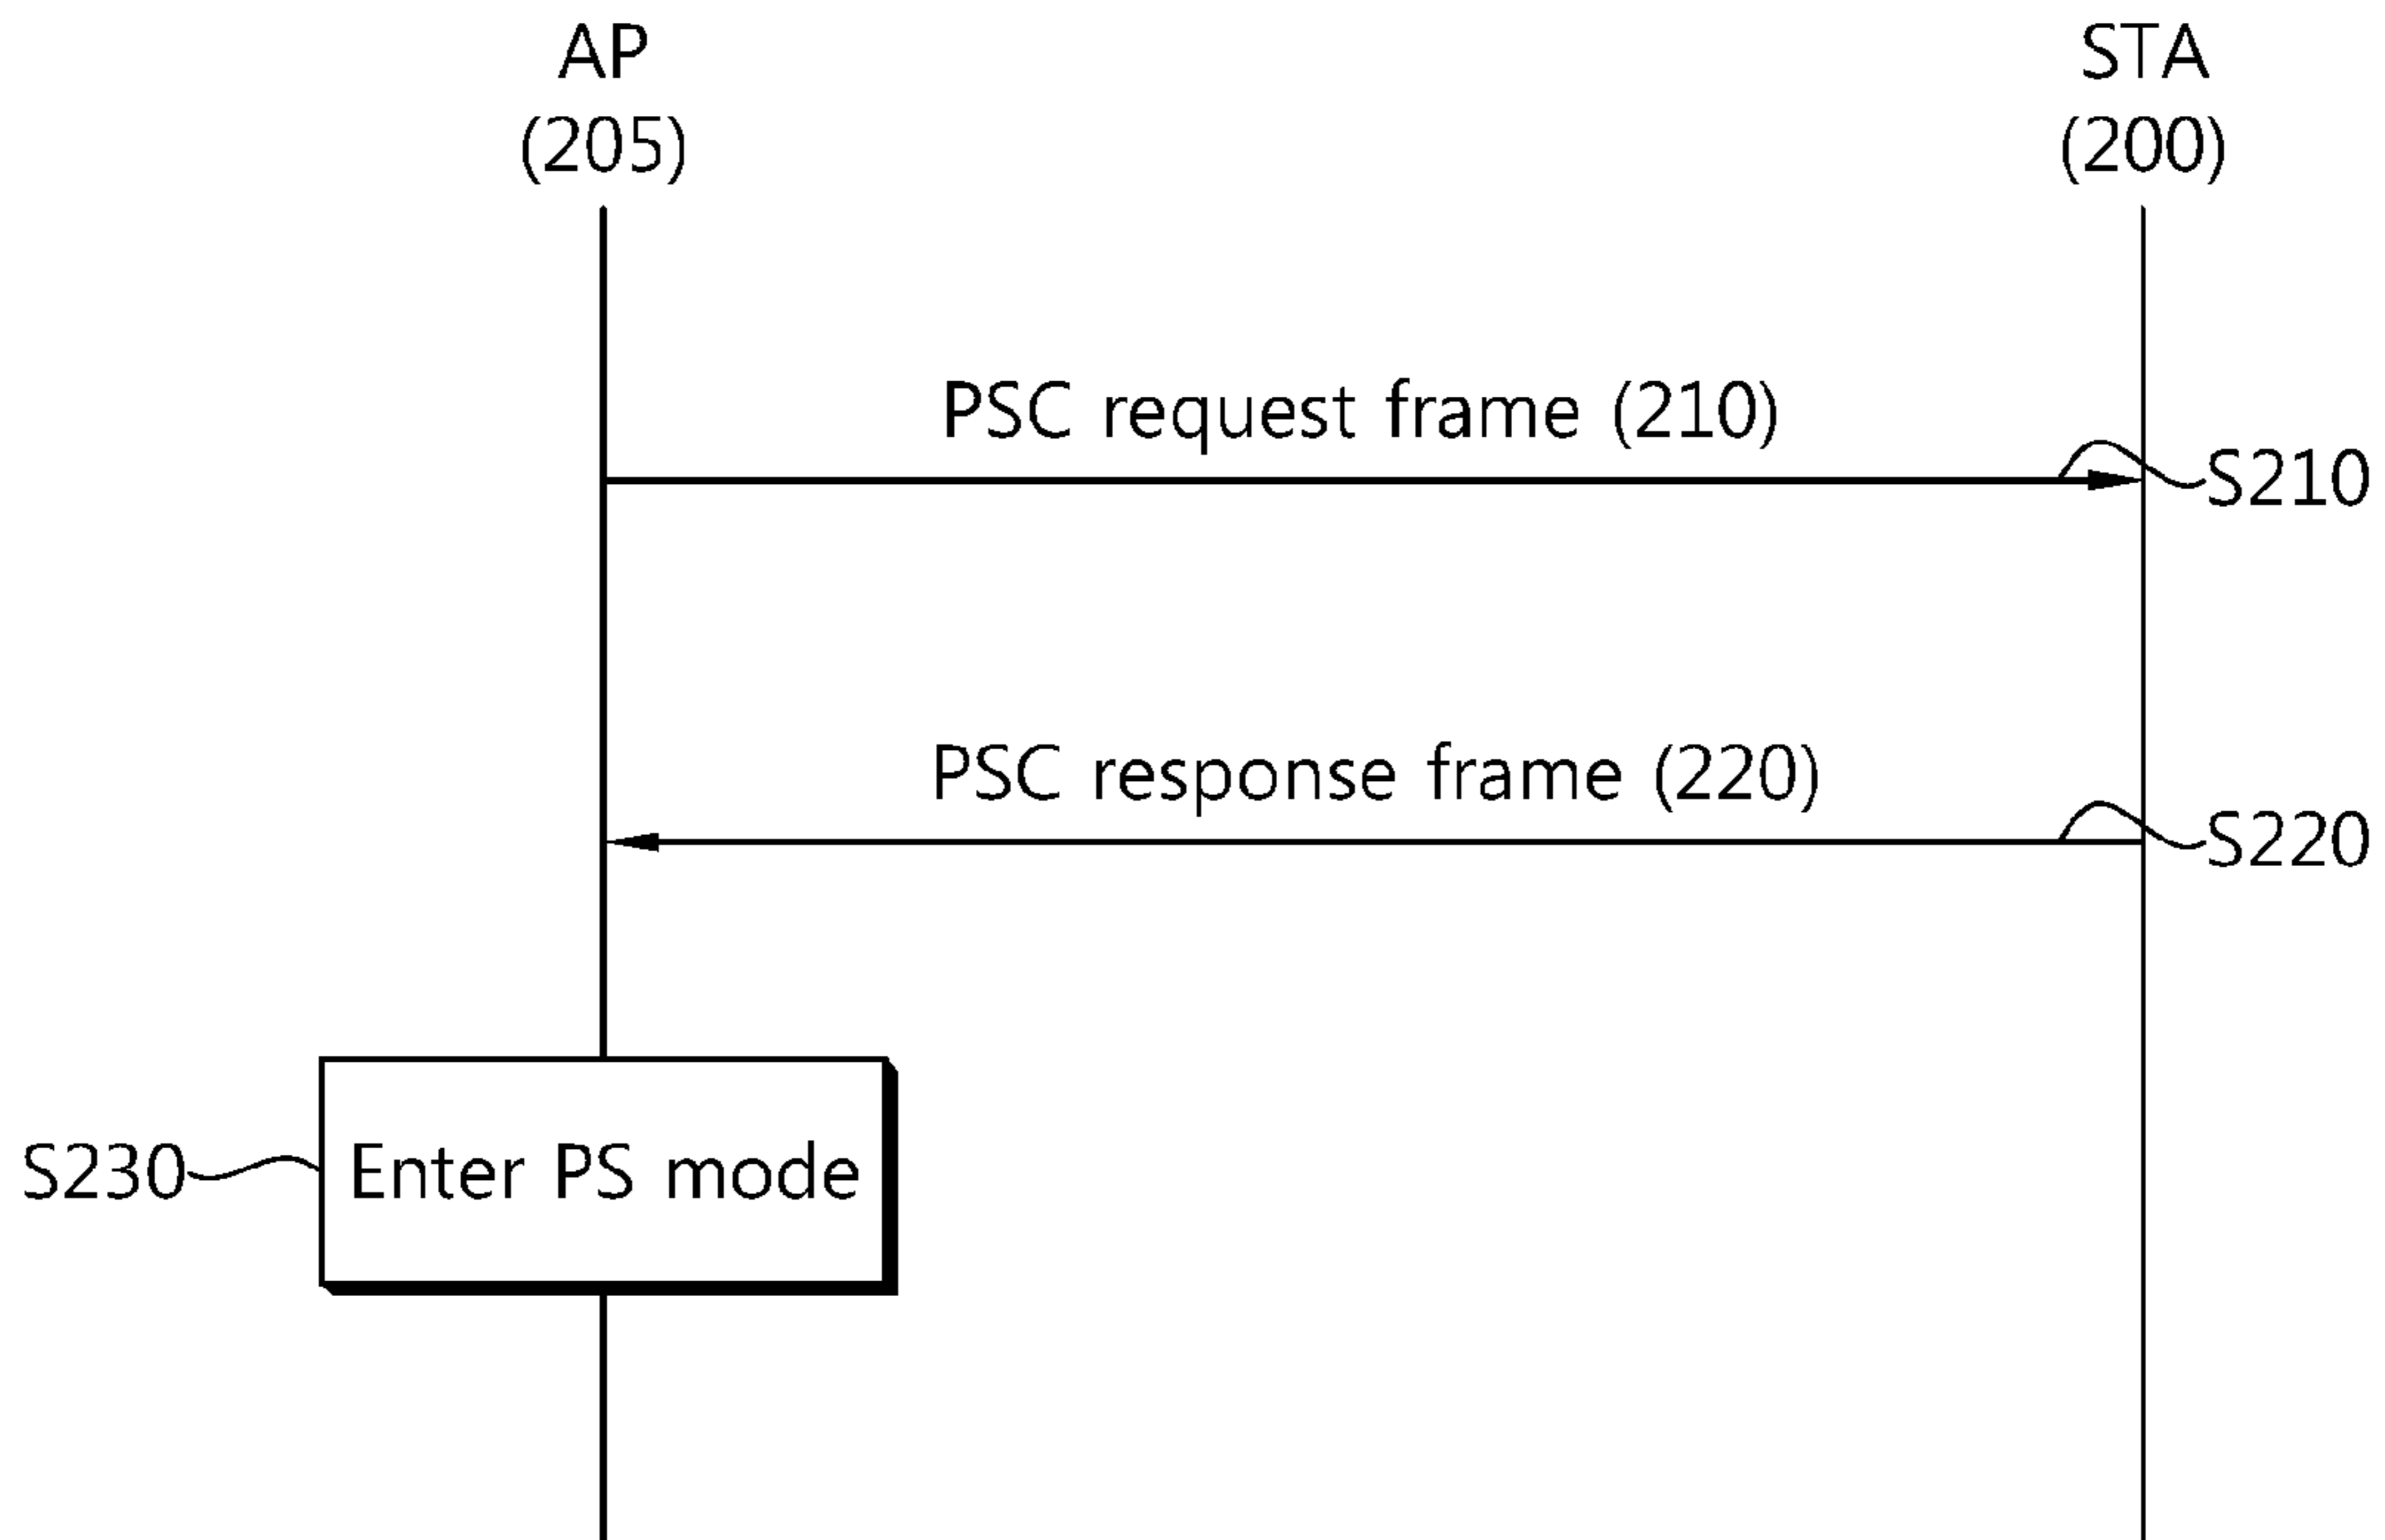 AP
(205)
STA
(200)
PSC request frame (210)
S210
PSC response frame (220)
S220
S230
Enter PS mode